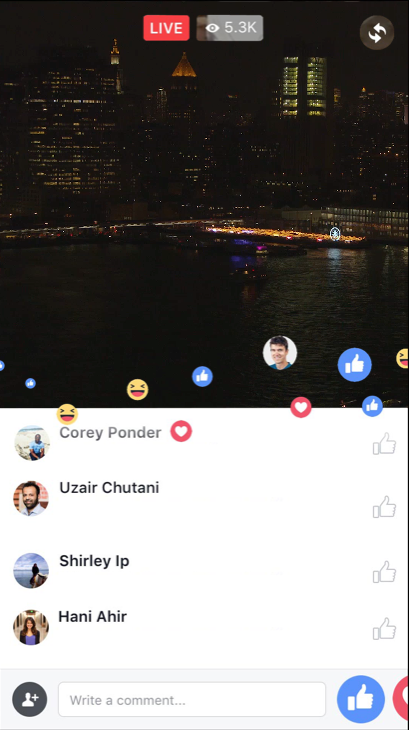 LIVE 5.3K
Corey Ponder
Uzair Chutani
Shirley Ip
Hani Ahir
Write a comment...